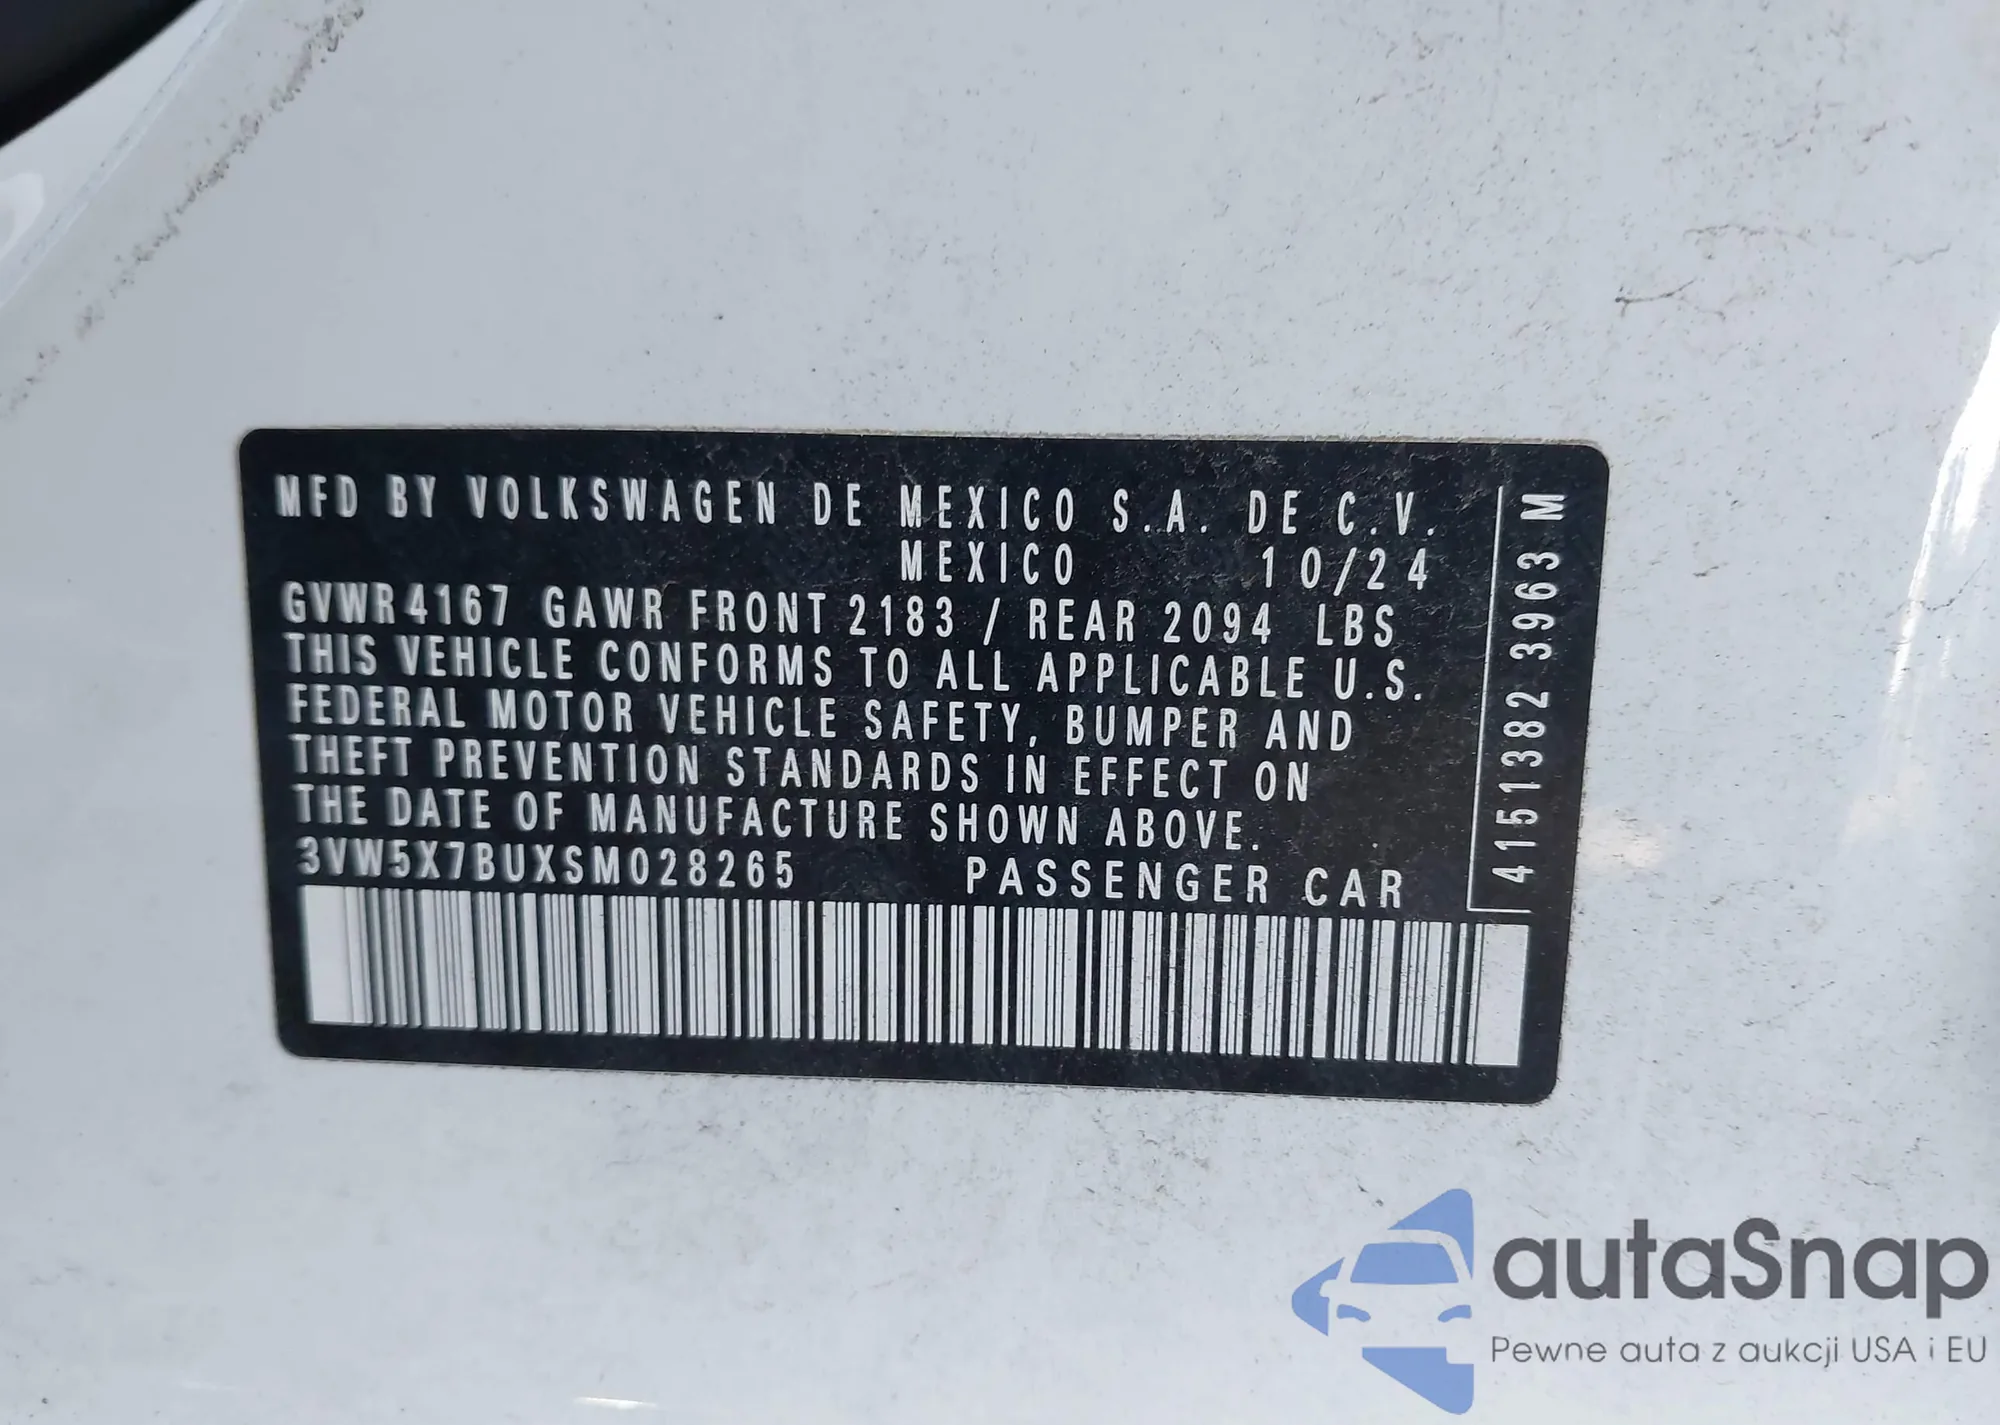 MFD BY VOLKSWAGEN DE MEXICO S.A. DE C.V.
MEXICO 10/24
GVWR 4167 GAWR FRONT 2183 / REAR 2094 LBS
THIS VEHICLE CONFORMS TO ALL APPLICABLE U.S.
FEDERAL MOTOR VEHICLE SAFETY, BUMPER AND
THEFT PREVENTION STANDARDS IN EFFECT ON
THE DATE OF MANUFACTURE SHOWN ABOVE.
3VW5X7BUXSM028265 PASSENGER CAR
4151382 3963 M
autaSnap
Pewne auta z aukcji USA i EU